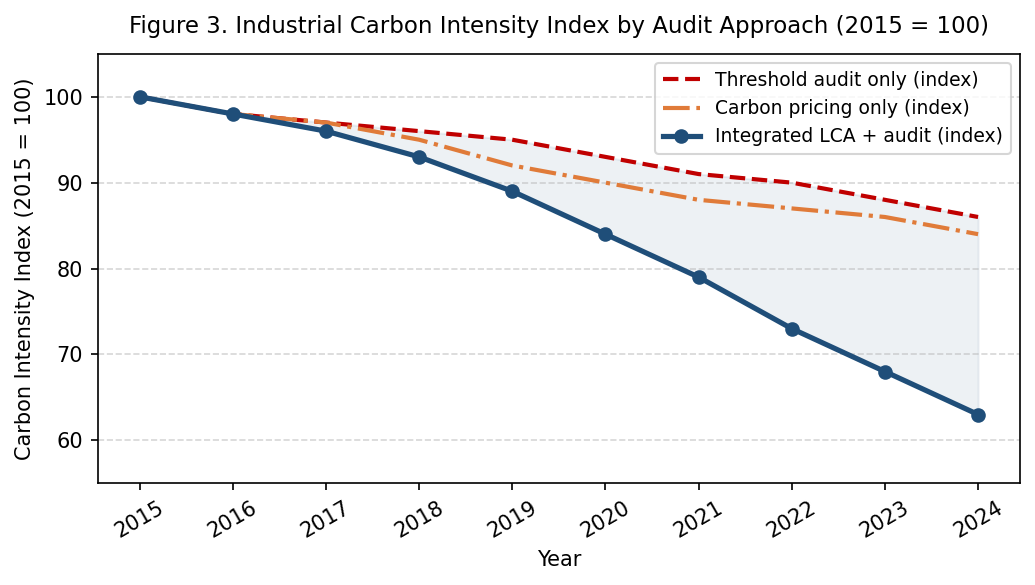 Figure 3. Industrial Carbon Intensity Index by Audit Approach (2015 = 100)
Threshold audit only (index)
Carbon pricing only (index)
Integrated LCA + audit (index)
Carbon Intensity Index (2015 = 100)
100
90
80
70
60
2015
2016
2017
2018
2019
2020
2021
2022
2023
2024
Year